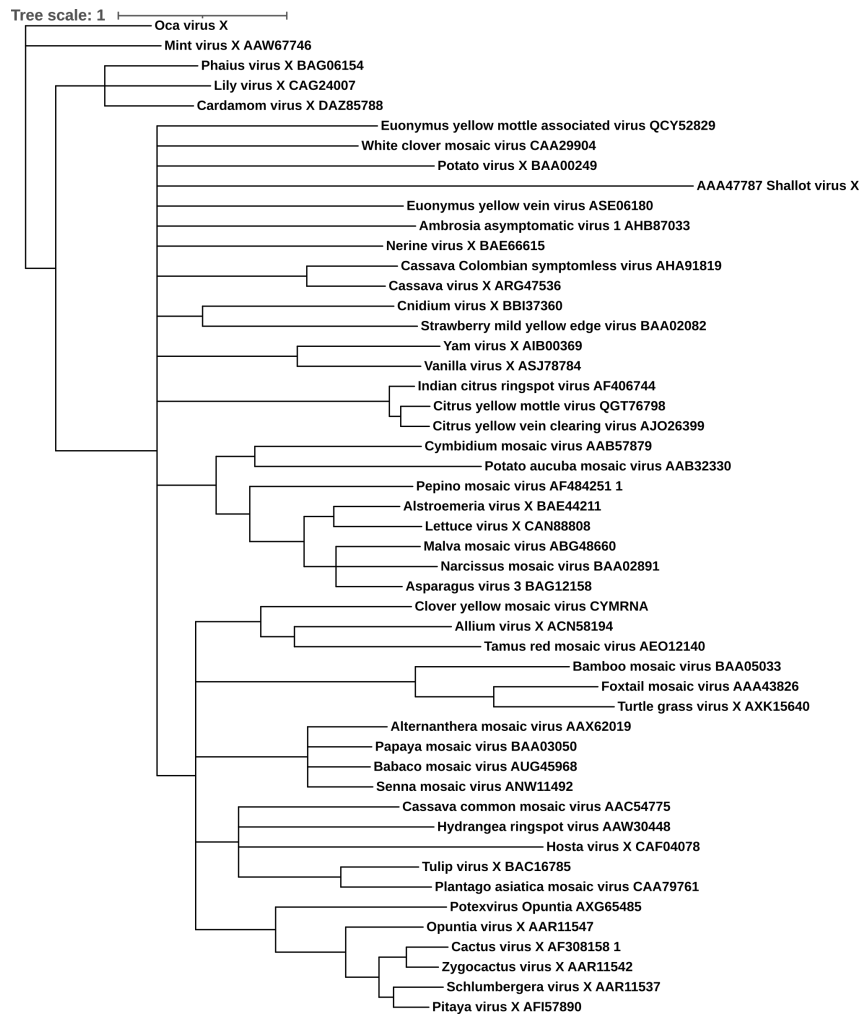 Tree scale: 1
Oca virus X
Mint virus X AAW67746
Phaius virus X BAG06154
Lily virus X CAG24007
Cardamom virus X DAZ85788
Euonymus yellow mottle associated virus QCY52829
White clover mosaic virus CAA29904
Potato virus X BAA00249
AAA47787 Shallot virus X
Euonymus yellow vein virus ASE06180
Ambrosia asymptomatic virus 1 AHB87033
Nerine virus X BAE66615
Cassava Colombian symptomless virus AHA91819
Cassava virus X ARG47536
Cnidium virus X BBI37360
Strawberry mild yellow edge virus BAA02082
Yam virus X AIB00369
Vanilla virus X ASJ78784
Indian citrus ringspot virus AF406744
Citrus yellow mottle virus QGT76798
Citrus yellow vein clearing virus AJO26399
Cymbidium mosaic virus AAB57879
Potato aucuba mosaic virus AAB32330
Pepino mosaic virus AF484251 1
Alstroemeria virus X BAE44211
Lettuce virus X CAN88808
Malva mosaic virus ABG48660
Narcissus mosaic virus BAA02891
Asparagus virus 3 BAG12158
Clover yellow mosaic virus CYMRNA
Allium virus X ACN58194
Tamus red mosaic virus AEO12140
Bamboo mosaic virus BAA05033
Foxtail mosaic virus AAA43826
Turtle grass virus X AXK15640
Alternanthera mosaic virus AAX62019
Papaya mosaic virus BAA03050
Babaco mosaic virus AUG45968
Senna mosaic virus ANW11492
Cassava common mosaic virus AAC54775
Hydrangea ringspot virus AAW30448
Hosta virus X CAF04078
Tulip virus X BAC16785
Plantago asiatica mosaic virus CAA79761
Potexvirus Opuntia AXG65485
Opuntia virus X AAR11547
Cactus virus X AF308158 1
Zygocactus virus X AAR11542
Schlumbergera virus X AAR11537
Pitaya virus X AFI57890